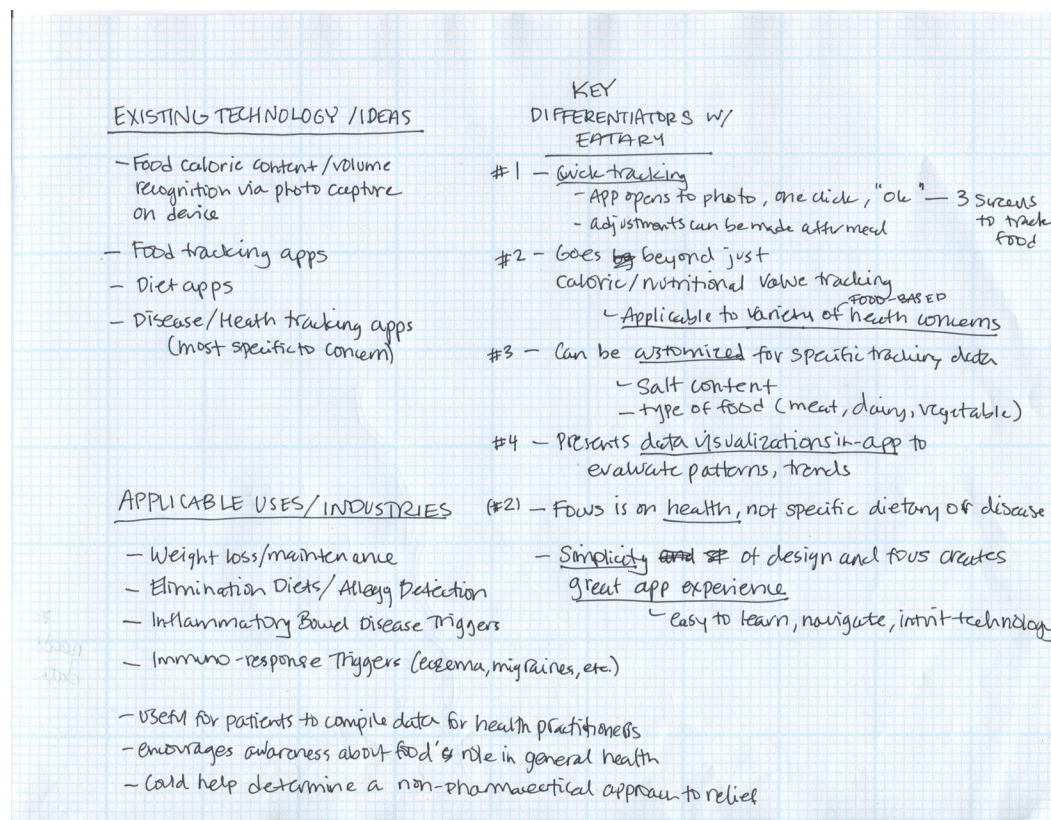 EXISTING TECHNOLOGY / IDEAS
- Food caloric content/volume
recognition via photo capture
on device
- Food tracking apps
- Diet apps
- Disease/Heath tracking apps
(most specific to concern)
APPLICABLE USES/INDUSTRIES
- Weight loss/maintenance
- Elimination Diets/Allergy Detection
- Inflammatory Bowel Disease Triggers
- Immuno-response Triggers (eczema, migraines, etc.)
- Useful for patients to compile data for health practitioners
- encourages awareness about food's role in general health
- Could help determine a non-pharmaceutical approach to relief
KEY
DIFFERENTIATORS W/
EATARY
#1 - Quick tracking
- APP opens to photo, one click, "ok" - 3 screens
to track
food
- adjustments can be made after meal
#2 - Goes beyond just
caloric/nutritional value tracking
FOOD-BASED
- Applicable to variety of health concerns
#3 - Can be customized for specific tracking data
- Salt content
- type of food (meat, dairy, vegetable)
#4 - Presents data visualizations in-app to
evaluate patterns, trends
(#2) - Focus is on health, not specific dietary or disease
- Simplicity of design and focus creates
great app experience
- easy to learn, navigate, technology